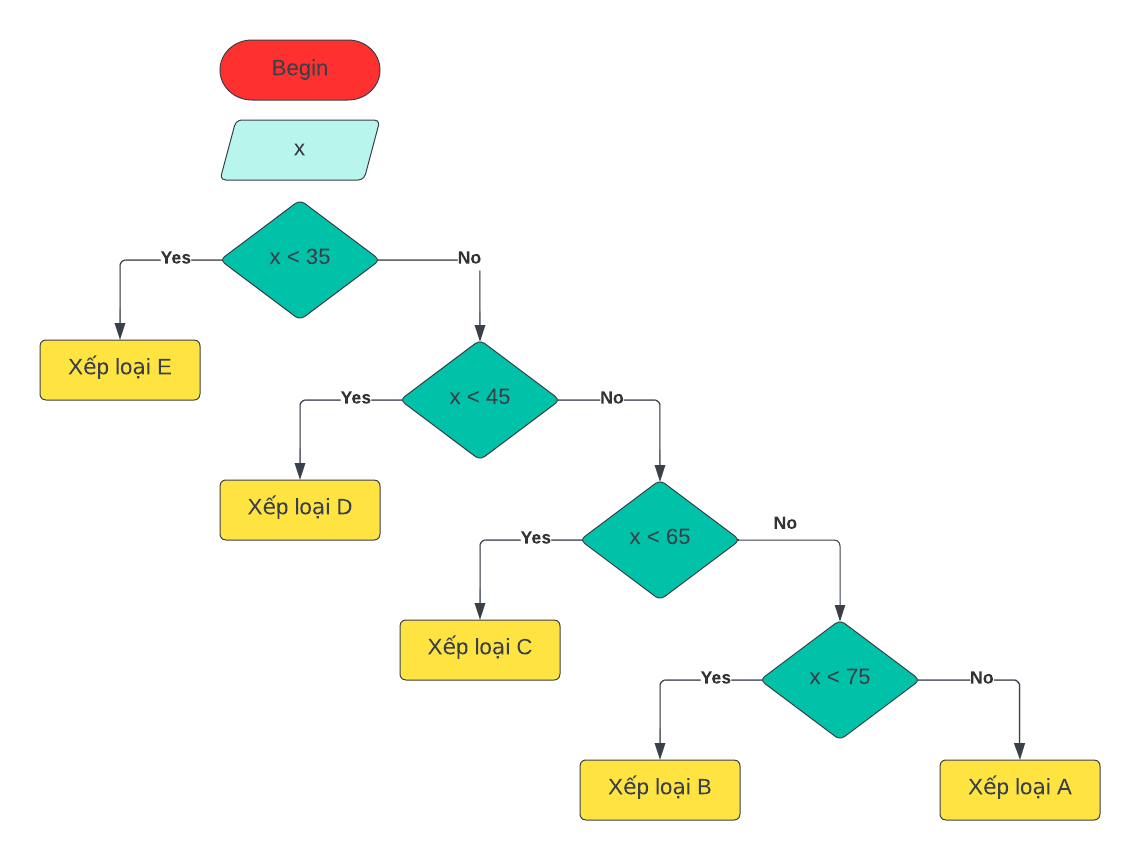 Begin
x
x < 35
Yes
No
Xếp loại E
x < 45
Yes
No
Xếp loại D
x < 65
Yes
No
Xếp loại C
x < 75
Yes
No
Xếp loại B
Xếp loại A